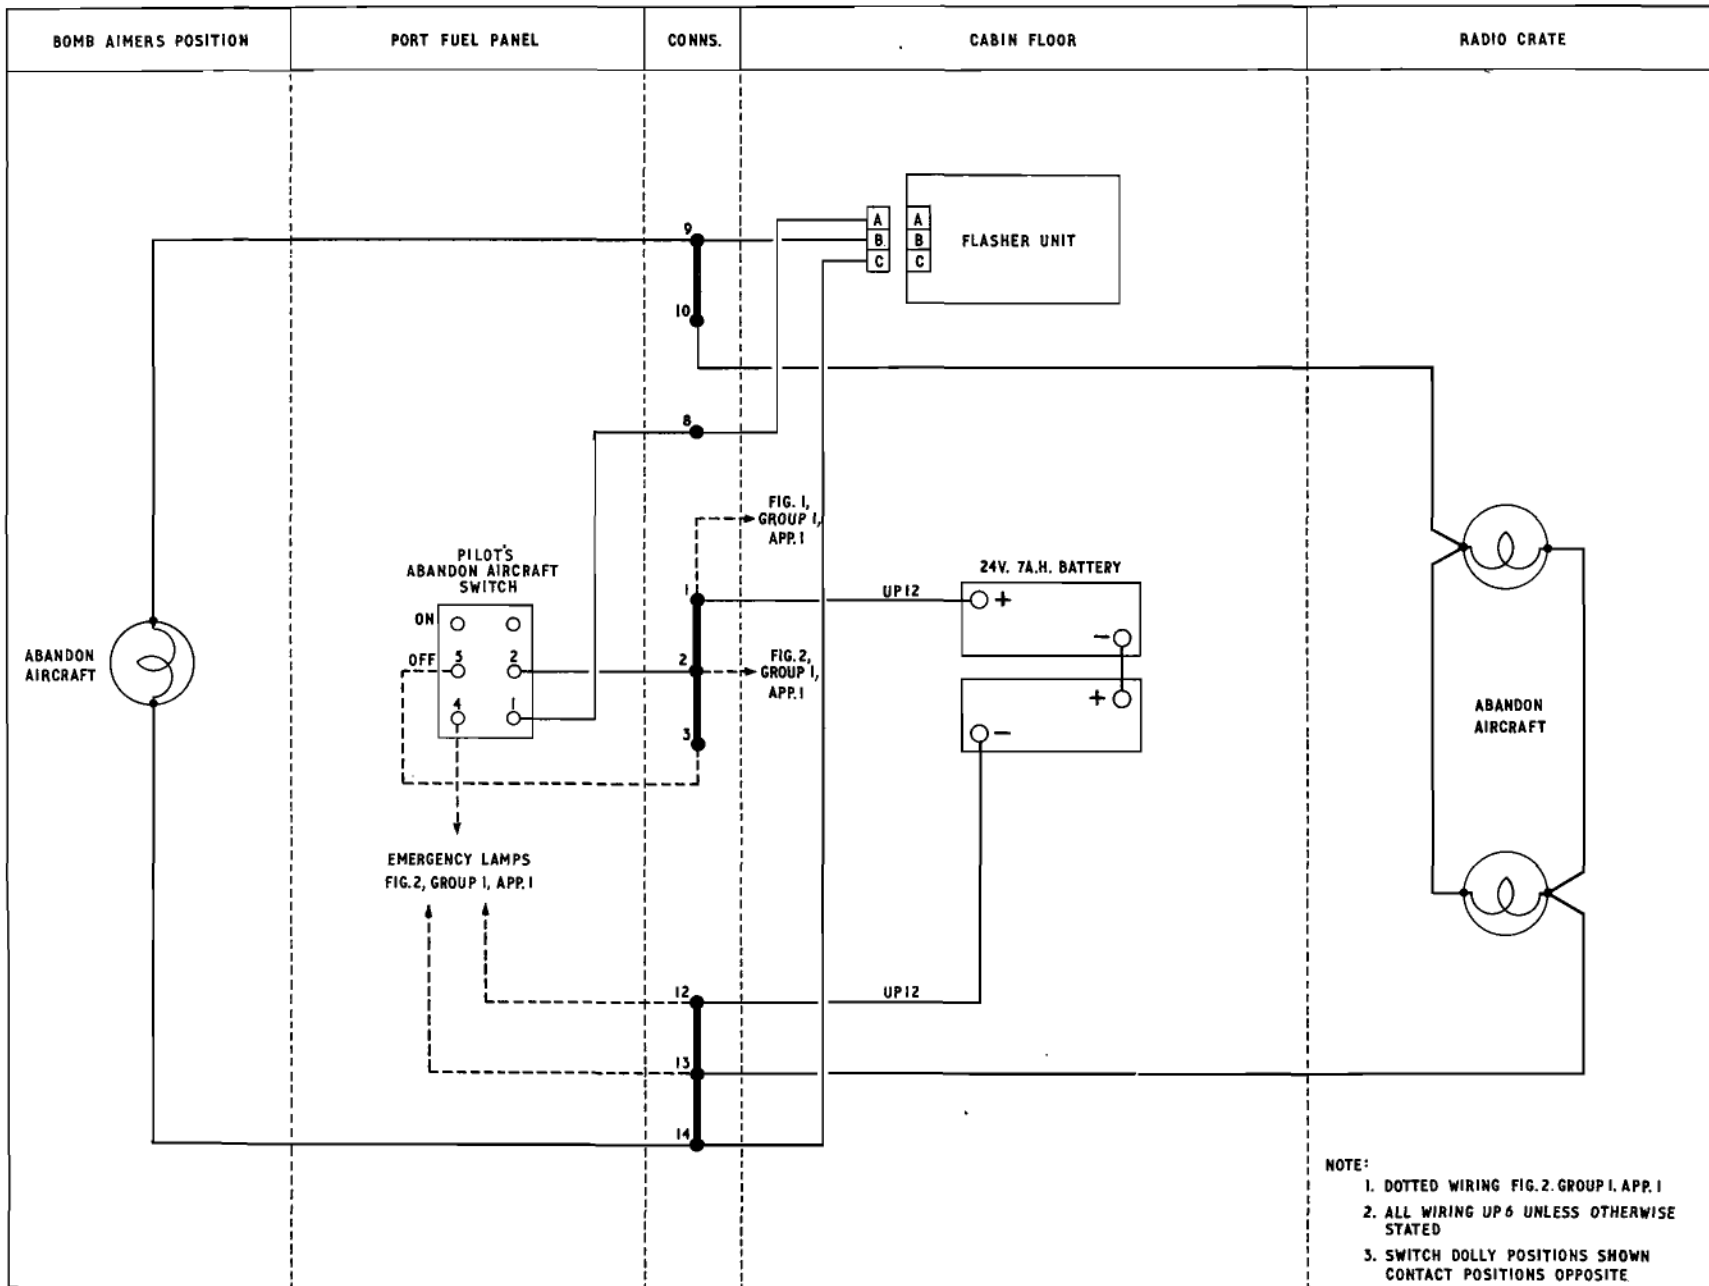 BOMB AIMERS POSITION
PORT FUEL PANEL
CONNS.
CABIN FLOOR
RADIO CRATE
A
B
C
A
B
C
FLASHER UNIT
9
10
8
FIG. 1,
GROUP 1,
APP. 1
PILOT'S
ABANDON AIRCRAFT
SWITCH
ON
OFF
5
2
4
1
1
2
3
UP12
24V. 7A.H. BATTERY
+
−
+
−
FIG. 2,
GROUP 1,
APP. 1
ABANDON
AIRCRAFT
ABANDON
AIRCRAFT
EMERGENCY LAMPS
FIG. 2, GROUP 1, APP. 1
12
UP12
13
14
NOTE:
1. DOTTED WIRING FIG. 2. GROUP 1. APP. 1
2. ALL WIRING UP6 UNLESS OTHERWISE
STATED
3. SWITCH DOLLY POSITIONS SHOWN
CONTACT POSITIONS OPPOSITE